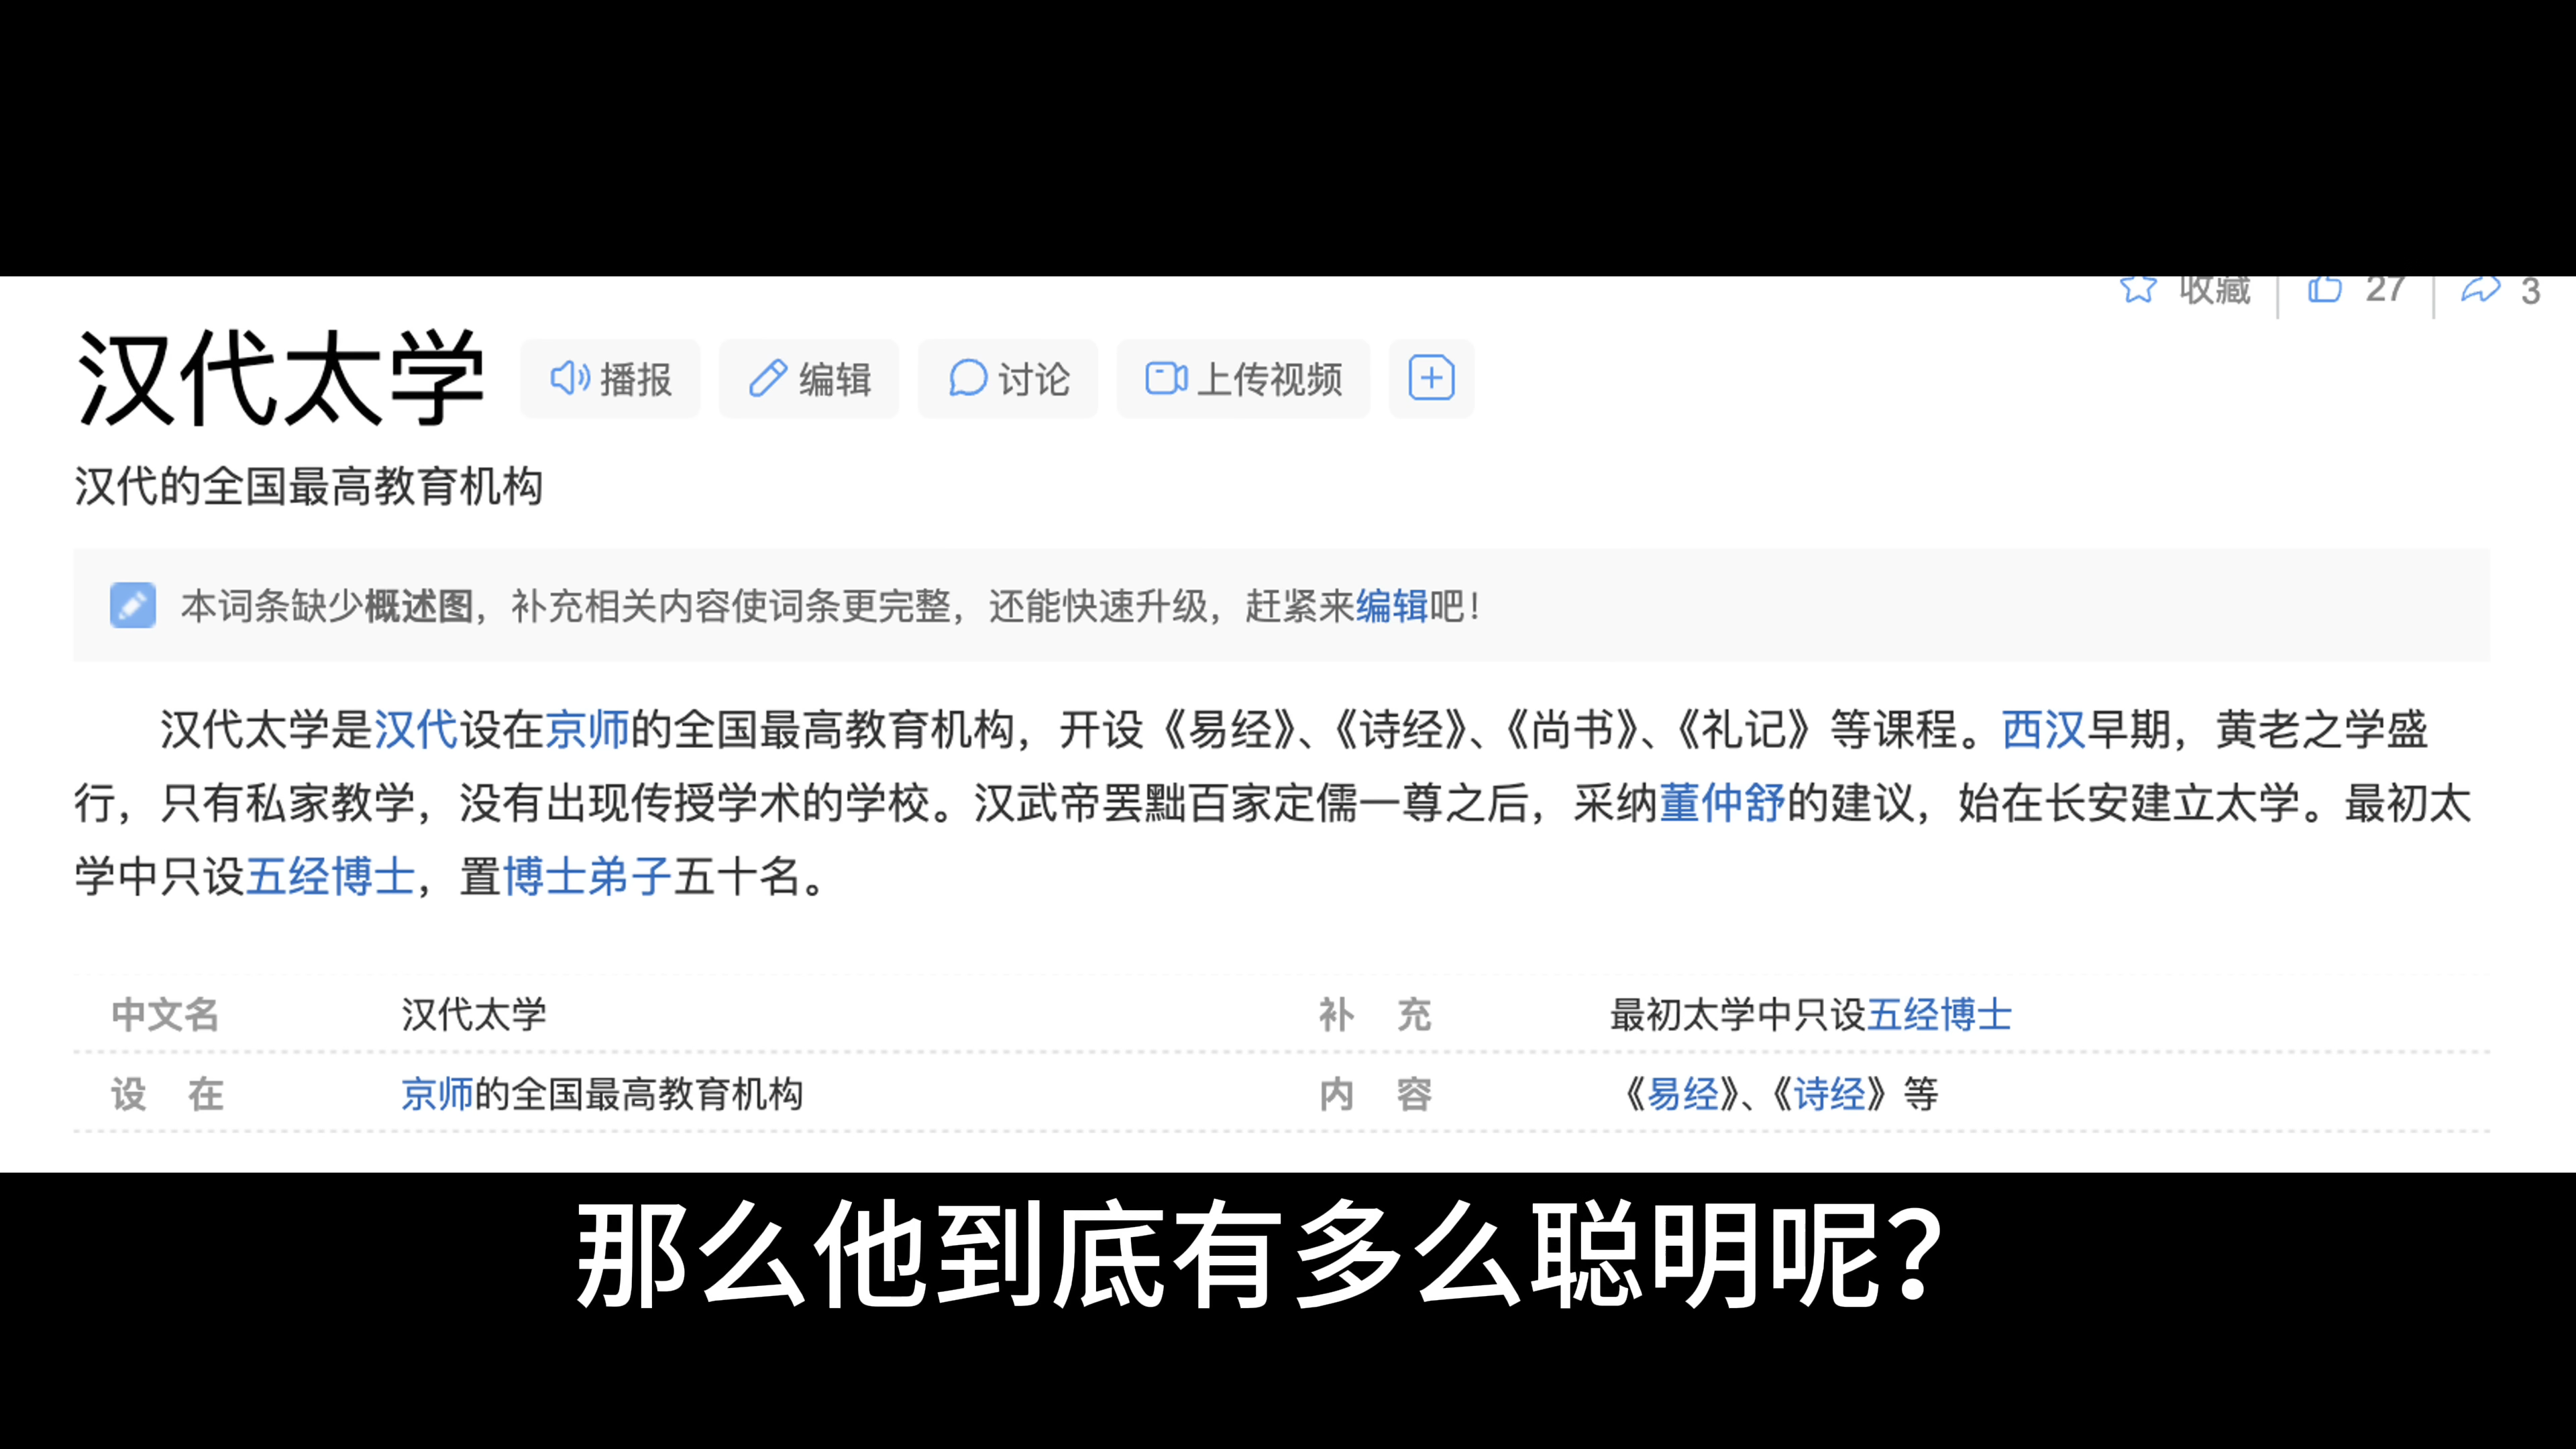 收藏 27 3
汉代太学 播报 编辑 讨论 上传视频
汉代的全国最高教育机构
本词条缺少概述图，补充相关内容使词条更完整，还能快速升级，赶紧来编辑吧！
汉代太学是汉代设在京师的全国最高教育机构，开设《易经》、《诗经》、《尚书》、《礼记》等课程。西汉早期，黄老之学盛
行，只有私家教学，没有出现传授学术的学校。汉武帝罢黜百家定儒一尊之后，采纳董仲舒的建议，始在长安建立太学。最初太
学中只设五经博士，置博士弟子五十名。
中文名 汉代太学 补 充 最初太学中只设五经博士
设 在 京师的全国最高教育机构 内 容 《易经》、《诗经》等
那么他到底有多么聪明呢？